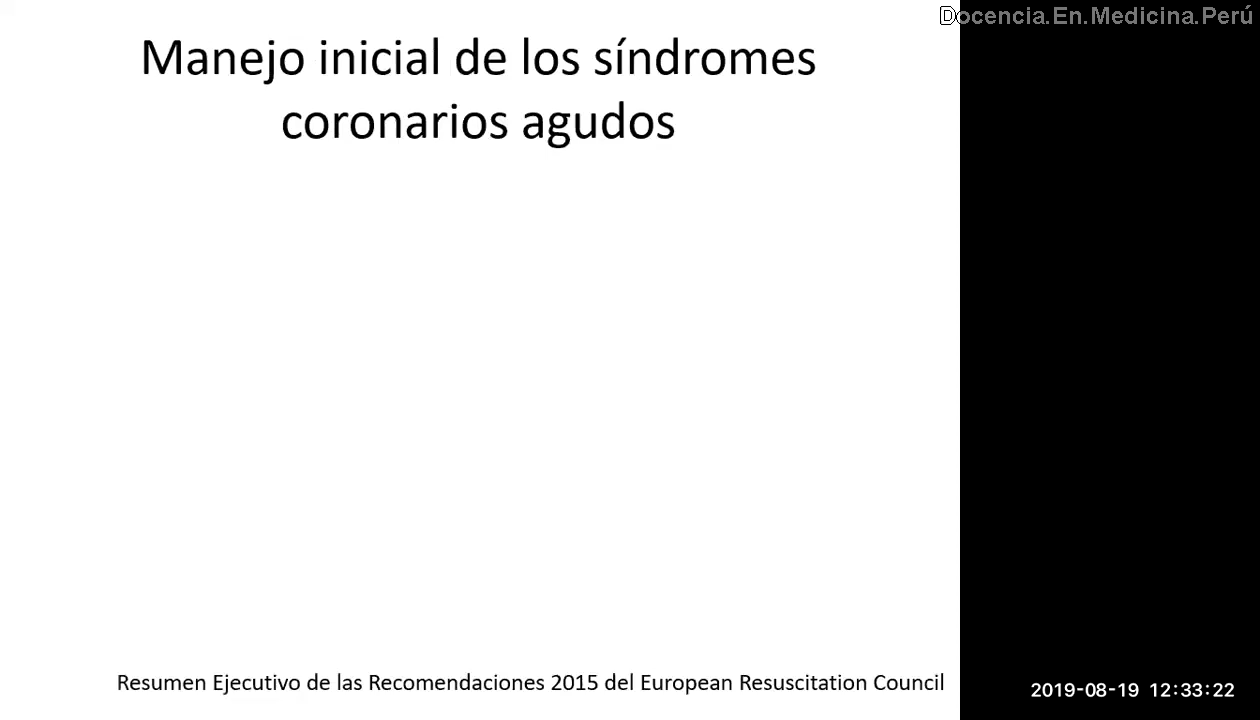 Docencia.En.Medicina.Perú
Manejo inicial de los síndromes
coronarios agudos
Resumen Ejecutivo de las Recomendaciones 2015 del European Resuscitation Council
2019-08-19 12:33:22